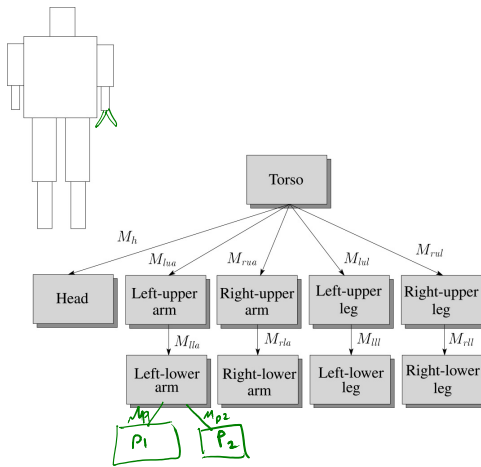 Torso
M_h
M_lua
M_rua
M_lul
M_rul
Head
Left-upper arm
Right-upper arm
Left-upper leg
Right-upper leg
M_lla
M_rla
M_lll
M_rll
Left-lower arm
Right-lower arm
Left-lower leg
Right-lower leg
M_p1
M_p2
P1
P2